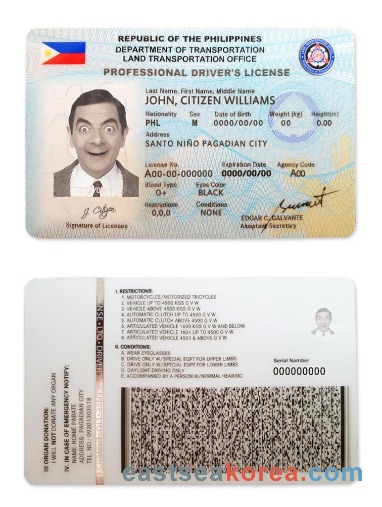 REPUBLIC OF THE PHILIPPINES
DEPARTMENT OF TRANSPORTATION
LAND TRANSPORTATION OFFICE
PROFESSIONAL DRIVER'S LICENSE
Last Name, First Name, Middle Name
JOHN, CITIZEN WILLIAMS
Nationality Sex Date of Birth Weight (kg) Height(m)
PHL M 0000/00/00 00 0.00
Address
SANTO NIÑO PAGADIAN CITY
License No. Expiration Date Agency Code
A00-00-000000 0000/00/00 A00
Blood Type Eyes Color
O+ BLACK
Restrictions Conditions
0,0,0 NONE
J. Citizen
Signature of Licensee
EDGAR C. GALVANTE
Assistant Secretary
I. RESTRICTIONS:
1. MOTORCYCLES/MOTORIZED TRICYCLES
2. VEHICLE UP TO 4500 KGS G V W
3. VEHICLE ABOVE 4500 KGS G V W
4. AUTOMATIC CLUTCH UP TO 4500 G V W
5. AUTOMATIC CLUTCH ABOVE 4500 G V W
6. ARTICULATED VEHICLE 1600 KGS G V W AND BELOW
7. ARTICULATED VEHICLE 1601 UP TO 4500 G V W
8. ARTICULATED VEHICLE 4501 & ABOVE G V W
II. CONDITIONS:
A. WEAR EYEGLASSES
B. DRIVE ONLY W/SPECIAL EQPT FOR UPPER LIMBS
C. DRIVE ONLY W/SPECIAL EQPT FOR LOWER LIMBS
D. DAYLIGHT DRIVING ONLY
E. ACCOMPANIED BY A PERSON W/NORMAL HEARING
Serial Number
000000000
III ORGAN DONATION:
I WILL NOT DONATE ANY ORGAN
IV. IN CASE OF EMERGENCY NOTIFY:
ADDRESS: PAGADIAN CITY
eastseakorea.com